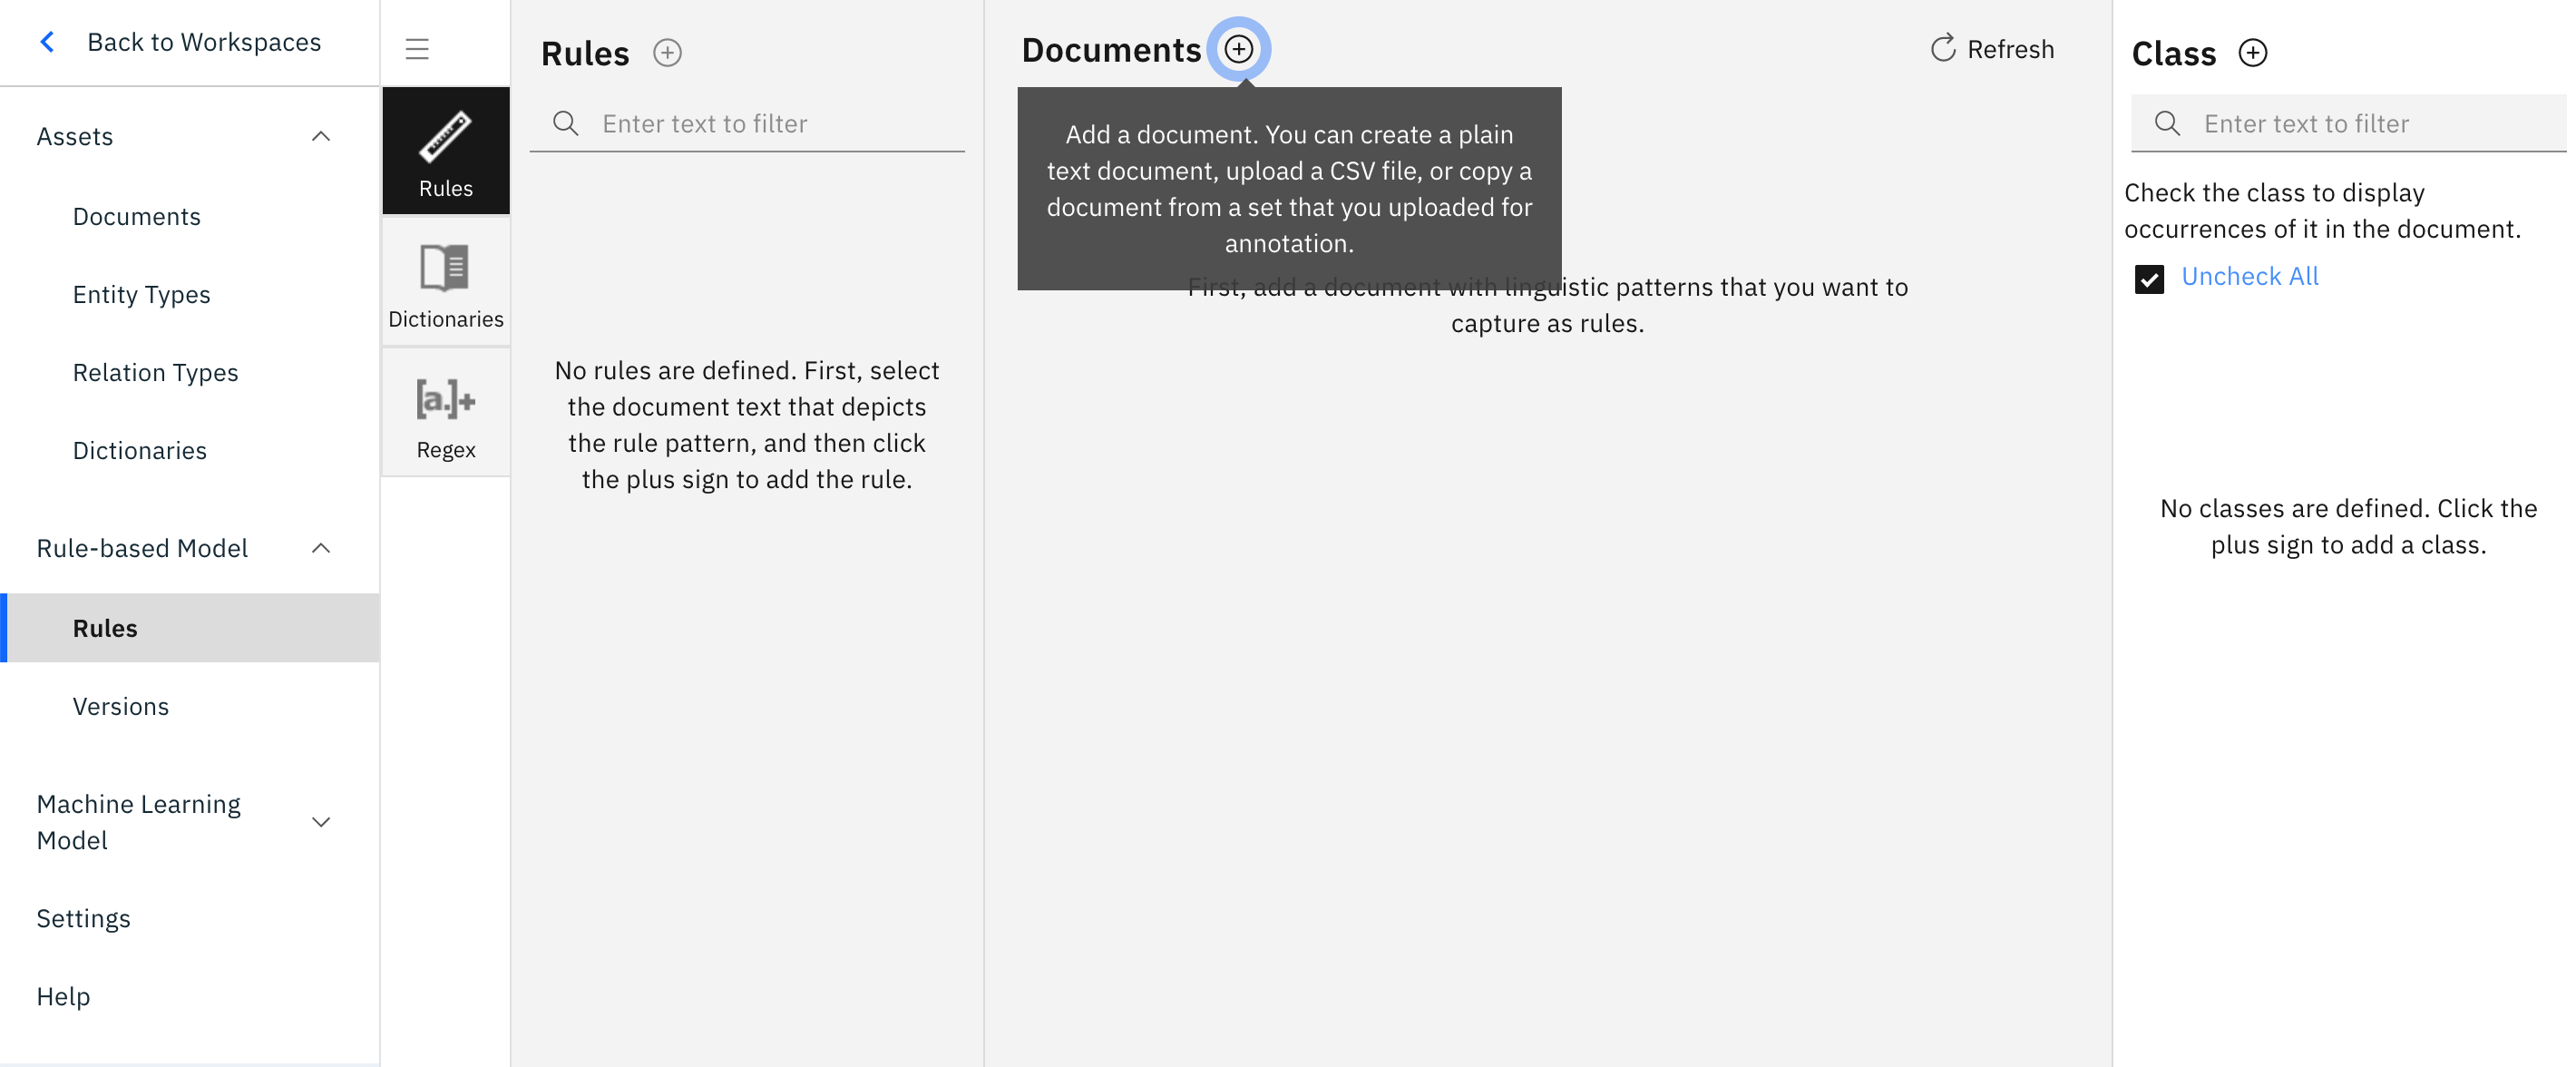 Back to Workspaces
Assets
Documents
Entity Types
Relation Types
Dictionaries
Rule-based Model
Rules
Versions
Machine Learning
Model
Settings
Help
Rules
Dictionaries
[a.]+
Regex
Rules
Enter text to filter
No rules are defined. First, select
the document text that depicts
the rule pattern, and then click
the plus sign to add the rule.
Documents
Refresh
Add a document. You can create a plain
text document, upload a CSV file, or copy a
document from a set that you uploaded for
annotation.
First, add a document with linguistic patterns that you want to
capture as rules.
Class
Enter text to filter
Check the class to display
occurrences of it in the document.
Uncheck All
No classes are defined. Click the
plus sign to add a class.